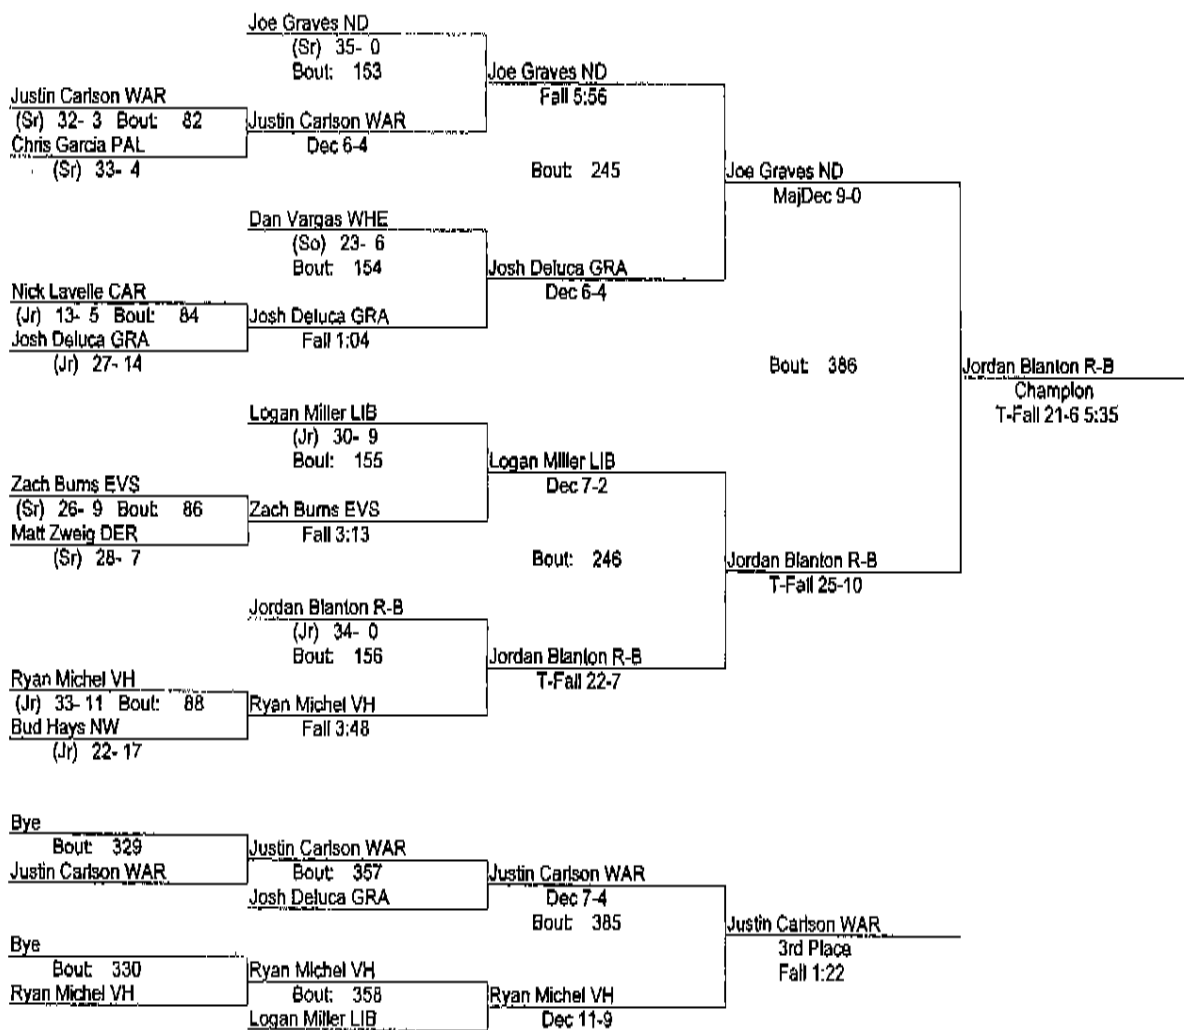 Joe Graves ND
(Sr) 35- 0
Bout: 153
Joe Graves ND
Fall 5:56
Justin Carlson WAR
(Sr) 32- 3 Bout: 82
Justin Carlson WAR
Dec 6-4
Chris Garcia PAL
(Sr) 33- 4
Bout: 245
Joe Graves ND
MajDec 9-0
Dan Vargas WHE
(So) 23- 6
Bout: 154
Josh Deluca GRA
Dec 6-4
Nick Lavelle CAR
(Jr) 13- 5 Bout: 84
Josh Deluca GRA
Fall 1:04
Josh Deluca GRA
(Jr) 27- 14
Bout: 386
Jordan Blanton R-B
Champion
T-Fall 21-6 5:35
Logan Miller LIB
(Jr) 30- 9
Bout: 155
Logan Miller LIB
Dec 7-2
Zach Burns EVS
(Sr) 26- 9 Bout: 86
Zach Burns EVS
Fall 3:13
Matt Zweig DER
(Sr) 28- 7
Bout: 246
Jordan Blanton R-B
T-Fall 25-10
Jordan Blanton R-B
(Jr) 34- 0
Bout: 156
Jordan Blanton R-B
T-Fall 22-7
Ryan Michel VH
(Jr) 33- 11 Bout: 88
Ryan Michel VH
Fall 3:48
Bud Hays NW
(Jr) 22- 17
Bye
Bout: 329
Justin Carlson WAR
Justin Carlson WAR
Bout: 357
Josh Deluca GRA
Justin Carlson WAR
Dec 7-4
Bout: 385
Justin Carlson WAR
3rd Place
Fall 1:22
Bye
Bout: 330
Ryan Michel VH
Ryan Michel VH
Bout: 358
Logan Miller LIB
Ryan Michel VH
Dec 11-9